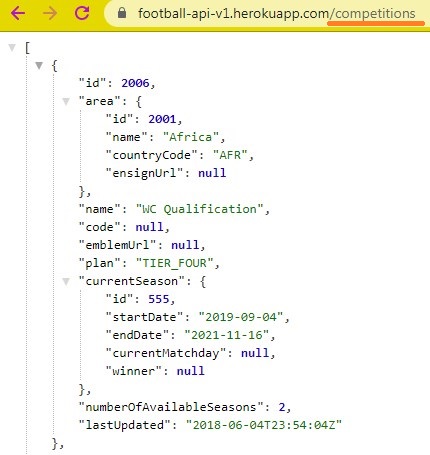 football-api-v1.herokuapp.com/competitions
[
{
"id": 2006,
"area": {
"id": 2001,
"name": "Africa",
"countryCode": "AFR",
"ensignUrl": null
},
"name": "WC Qualification",
"code": null,
"emblemUrl": null,
"plan": "TIER_FOUR",
"currentSeason": {
"id": 555,
"startDate": "2019-09-04",
"endDate": "2021-11-16",
"currentMatchday": null,
"winner": null
},
"numberOfAvailableSeasons": 2,
"lastUpdated": "2018-06-04T23:54:04Z"
},